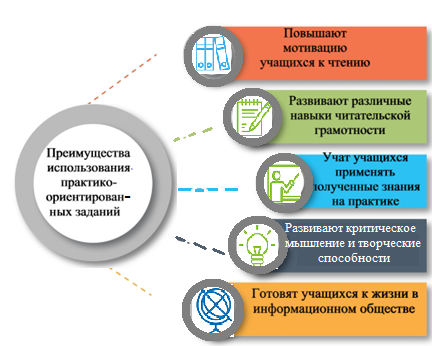 Преимущества
использования
практико-
ориентирован-
ных заданий
Повышают
мотивацию
учащихся к чтению
Развивают различные
навыки читательской
грамотности
Учат учащихся
применять
полученные знания
на практике
Развивают критическое
мышление и творческие
способности
Готовят учащихся к жизни в
информационном обществе